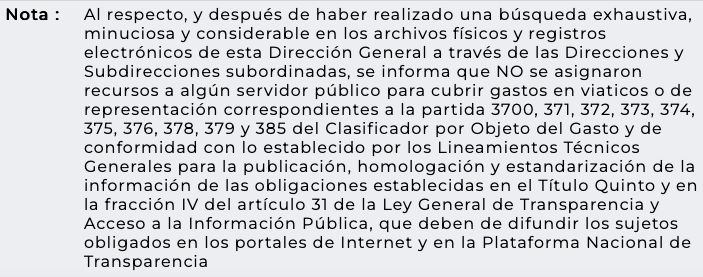 Nota : Al respecto, y después de haber realizado una búsqueda exhaustiva,
minuciosa y considerable en los archivos físicos y registros
electrónicos de esta Dirección General a través de las Direcciones y
Subdirecciones subordinadas, se informa que NO se asignaron
recursos a algún servidor público para cubrir gastos en viaticos o de
representación correspondientes a la partida 3700, 371, 372, 373, 374,
375, 376, 378, 379 y 385 del Clasificador por Objeto del Gasto y de
conformidad con lo establecido por los Lineamientos Técnicos
Generales para la publicación, homologación y estandarización de la
información de las obligaciones establecidas en el Título Quinto y en
la fracción IV del artículo 31 de la Ley General de Transparencia y
Acceso a la Información Pública, que deben de difundir los sujetos
obligados en los portales de Internet y en la Plataforma Nacional de
Transparencia